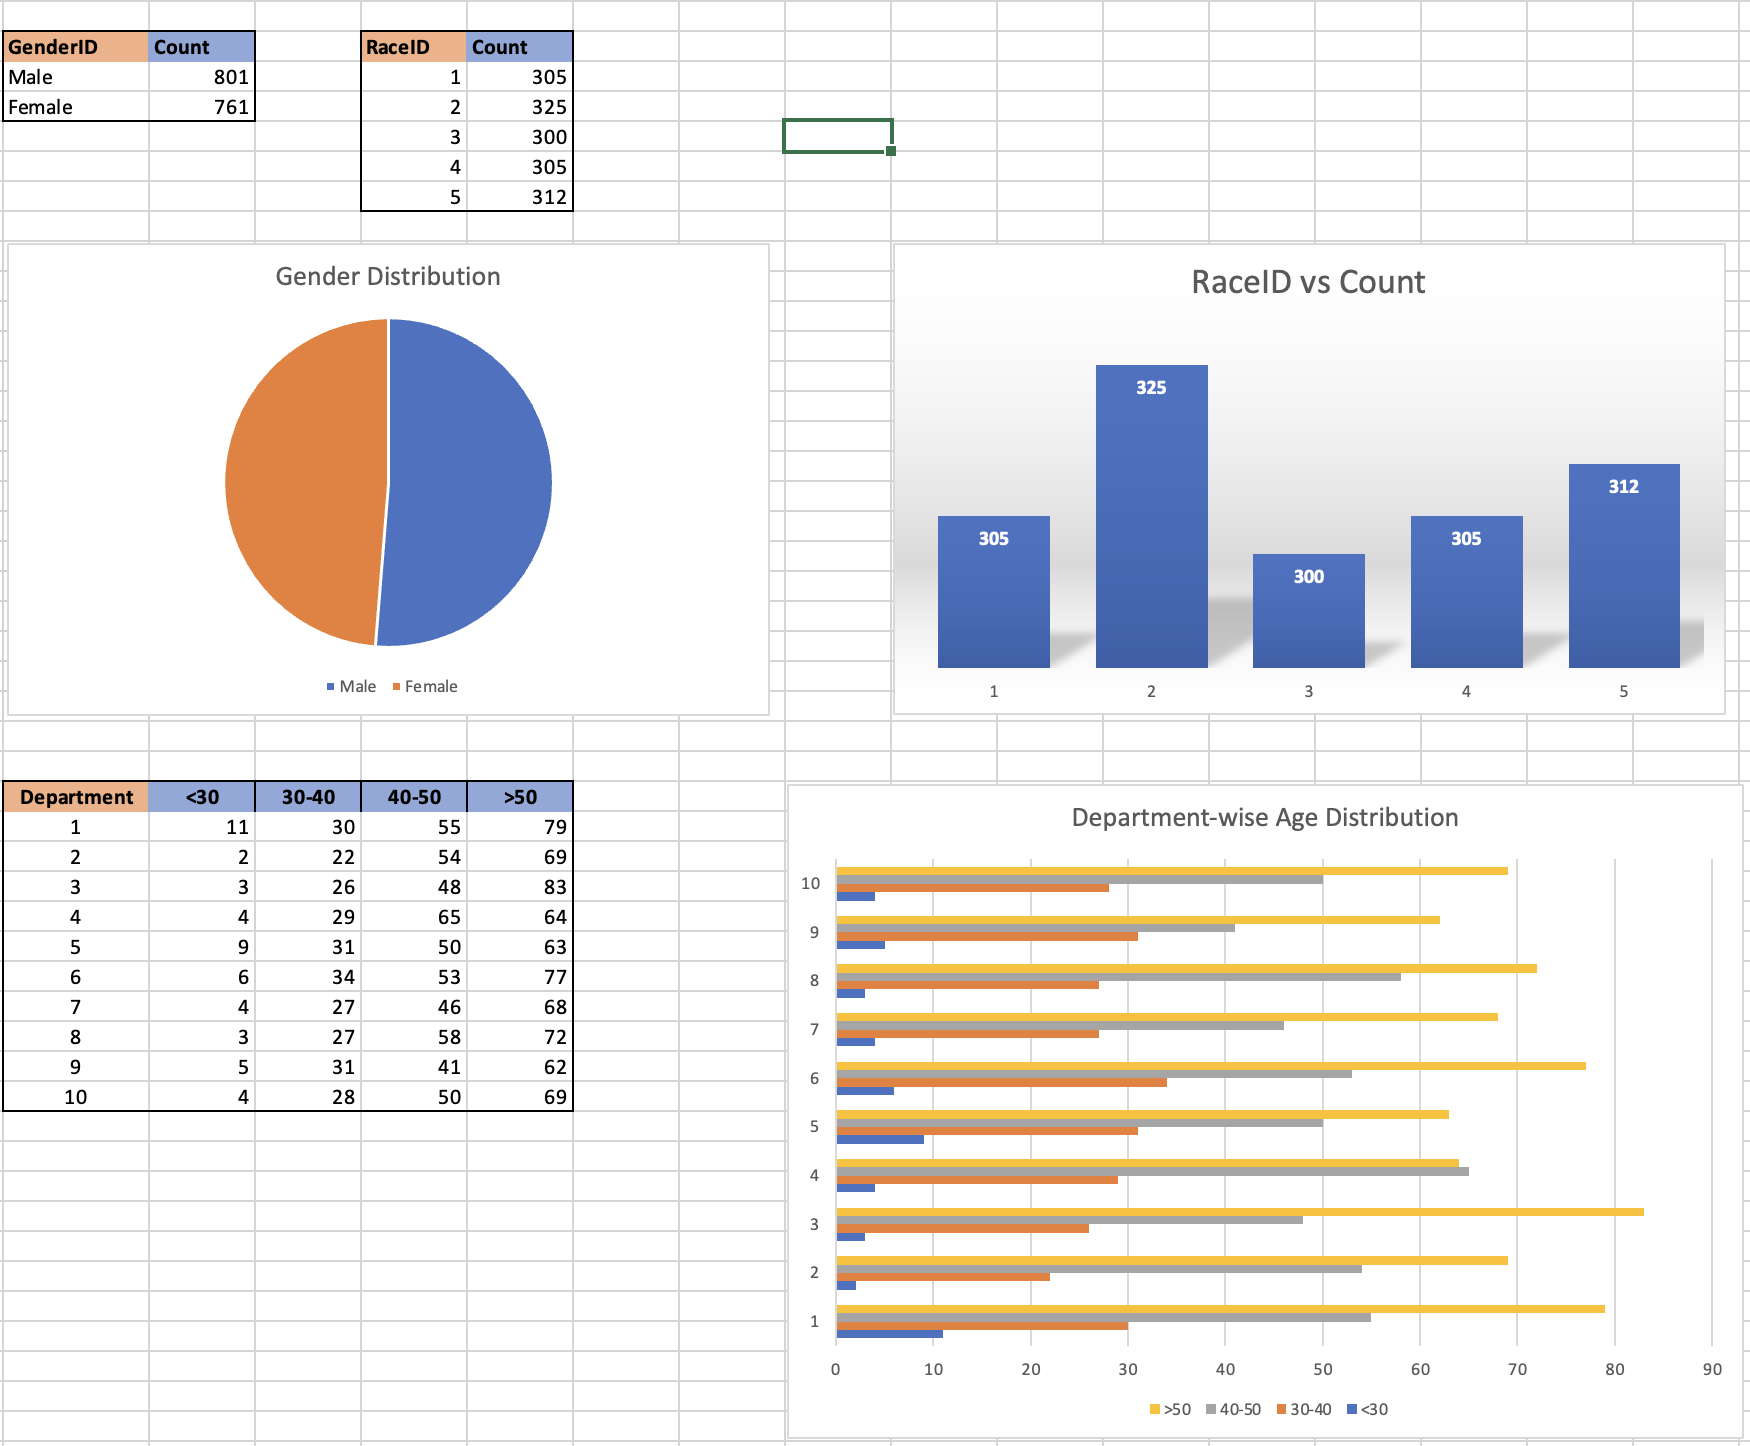 GenderID Count
Male 801
Female 761
RaceID Count
1 305
2 325
3 300
4 305
5 312
Gender Distribution
Male Female
RaceID vs Count
305 325 300 305 312
1 2 3 4 5
Department <30 30-40 40-50 >50
1 11 30 55 79
2 2 22 54 69
3 3 26 48 83
4 4 29 65 64
5 9 31 50 63
6 6 34 53 77
7 4 27 46 68
8 3 27 58 72
9 5 31 41 62
10 4 28 50 69
Department-wise Age Distribution
10
9
8
7
6
5
4
3
2
1
0 10 20 30 40 50 60 70 80 90
>50 40-50 30-40 <30